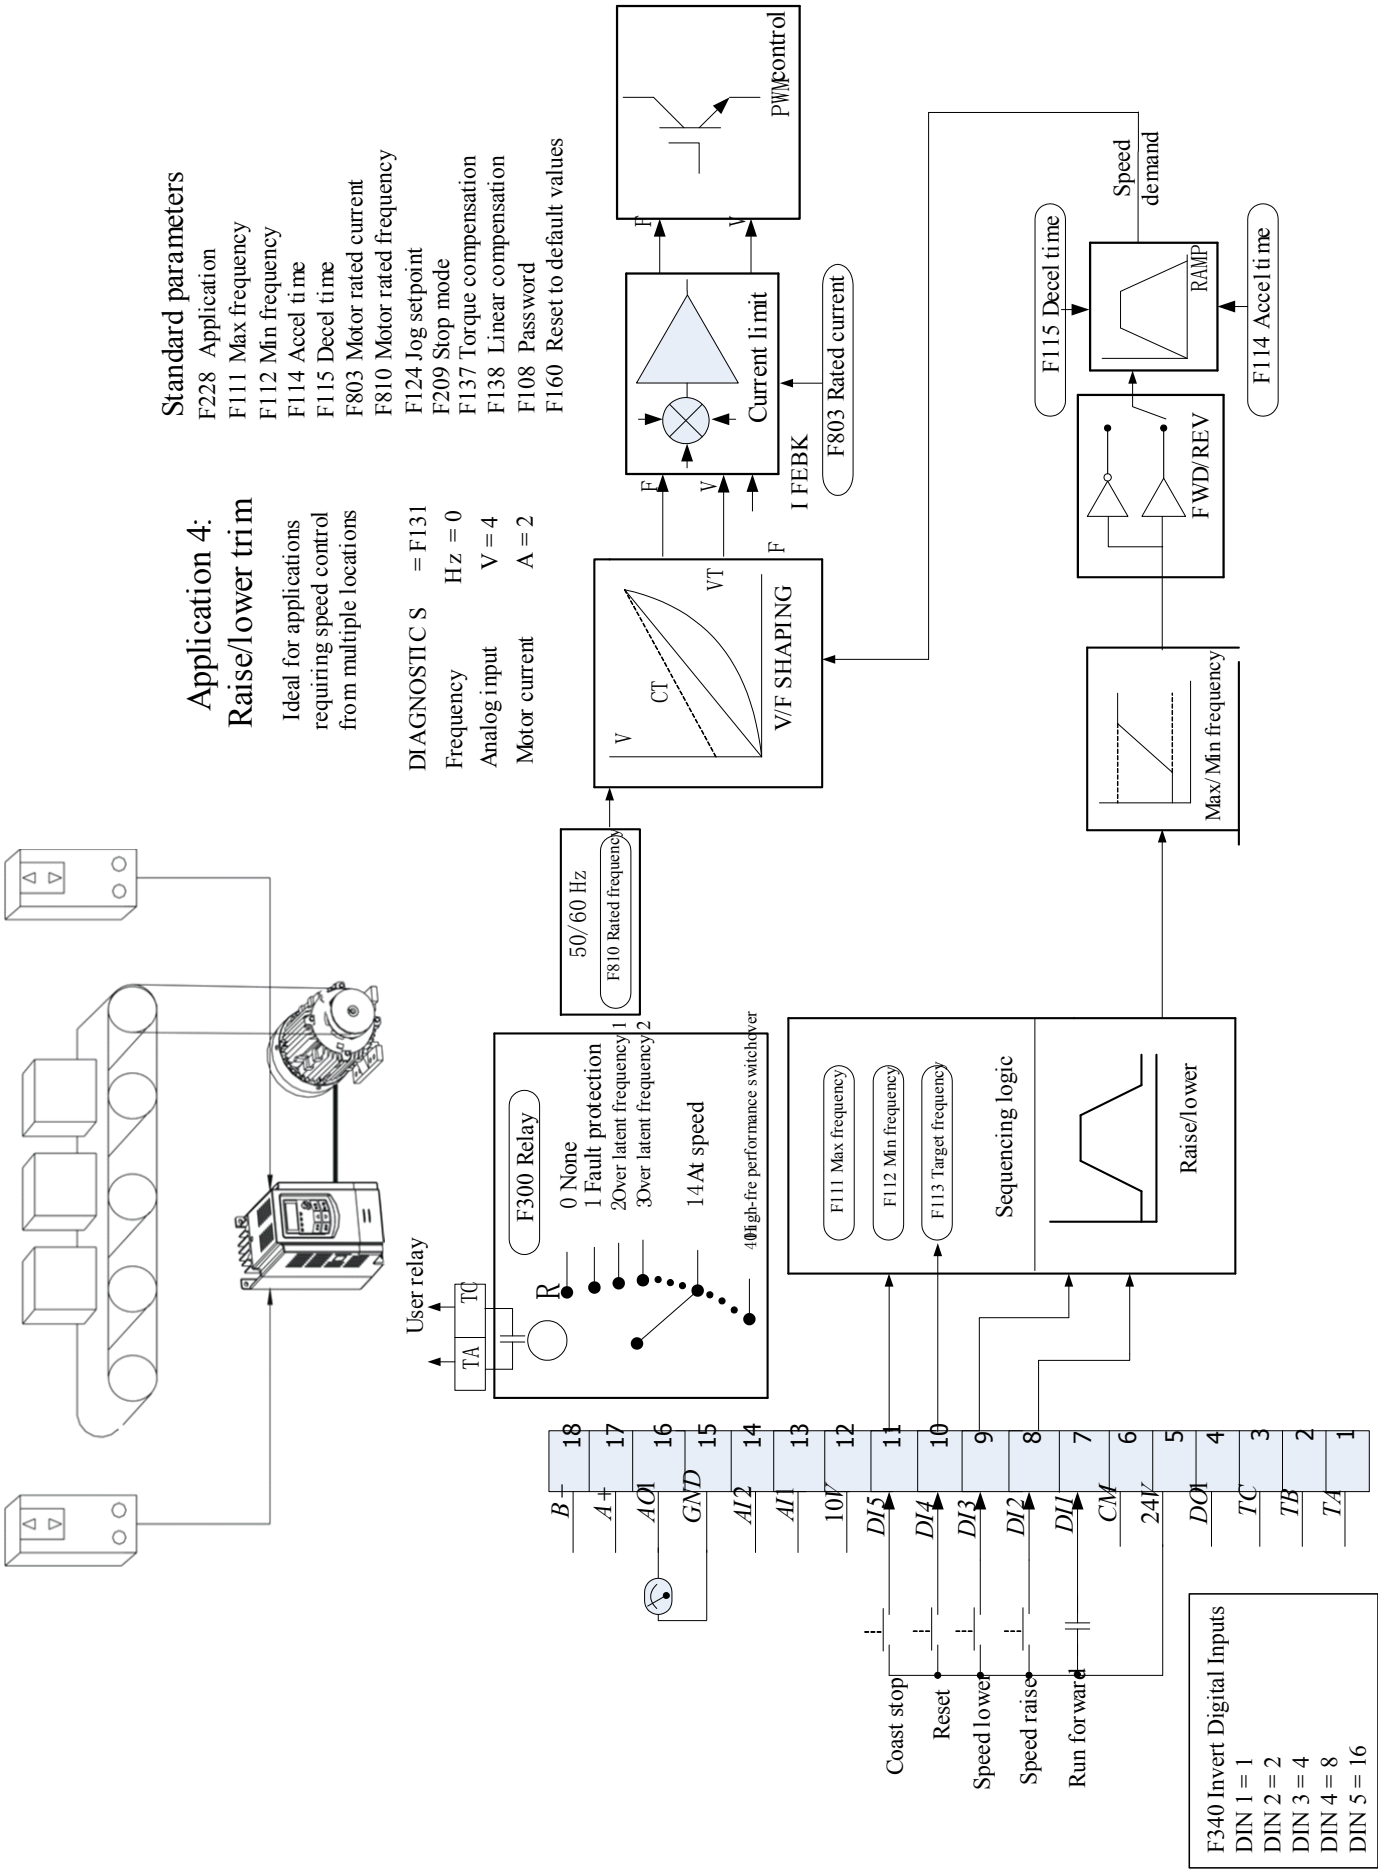 Application 4:
Raise/lower trim
Ideal for applications
requiring speed control
from multiple locations
DIAGNOSTIC S = F131
Frequency Hz = 0
Analog input V = 4
Motor current A = 2
Standard parameters
F228 Application
F111 Max frequency
F112 Min frequency
F114 Accel time
F115 Decel time
F803 Motor rated current
F810 Motor rated frequency
F124 Jog setpoint
F209 Stop mode
F137 Torque compensation
F138 Linear compensation
F108 Password
F160 Reset to default values
User relay
TA
TC
R
F300 Relay
0 None
1 Fault protection
2Over latent frequency 1
3Over latent frequency 2
14At speed
40High-fre performance switchover
50/60 Hz
F810 Rated frequency
V
CT
VT
F
V/F SHAPING
F
V
I FEBK
Current limit
F803 Rated current
F
V
PWM control
B-
18
A+
17
AO1
16
GND
15
AI2
14
AI1
13
10V
12
Coast stop
DI5
11
Reset
DI4
10
Speed lower
DI3
9
Speed raise
DI2
8
Run forward
DI1
7
CM
6
24V
5
DO1
4
TC
3
TB
2
TA
1
F111 Max frequency
F112 Min frequency
F113 Target frequency
Sequencing logic
Raise/lower
Max/Min frequency
FWD/REV
F115 Decel time
RAMP
F114 Accel time
Speed
demand
F340 Invert Digital Inputs
DIN 1 = 1
DIN 2 = 2
DIN 3 = 4
DIN 4 = 8
DIN 5 = 16